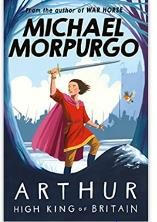 From the author of WAR HORSE
MICHAEL
MORPURGO
ARTHUR
HIGH KING OF BRITAIN